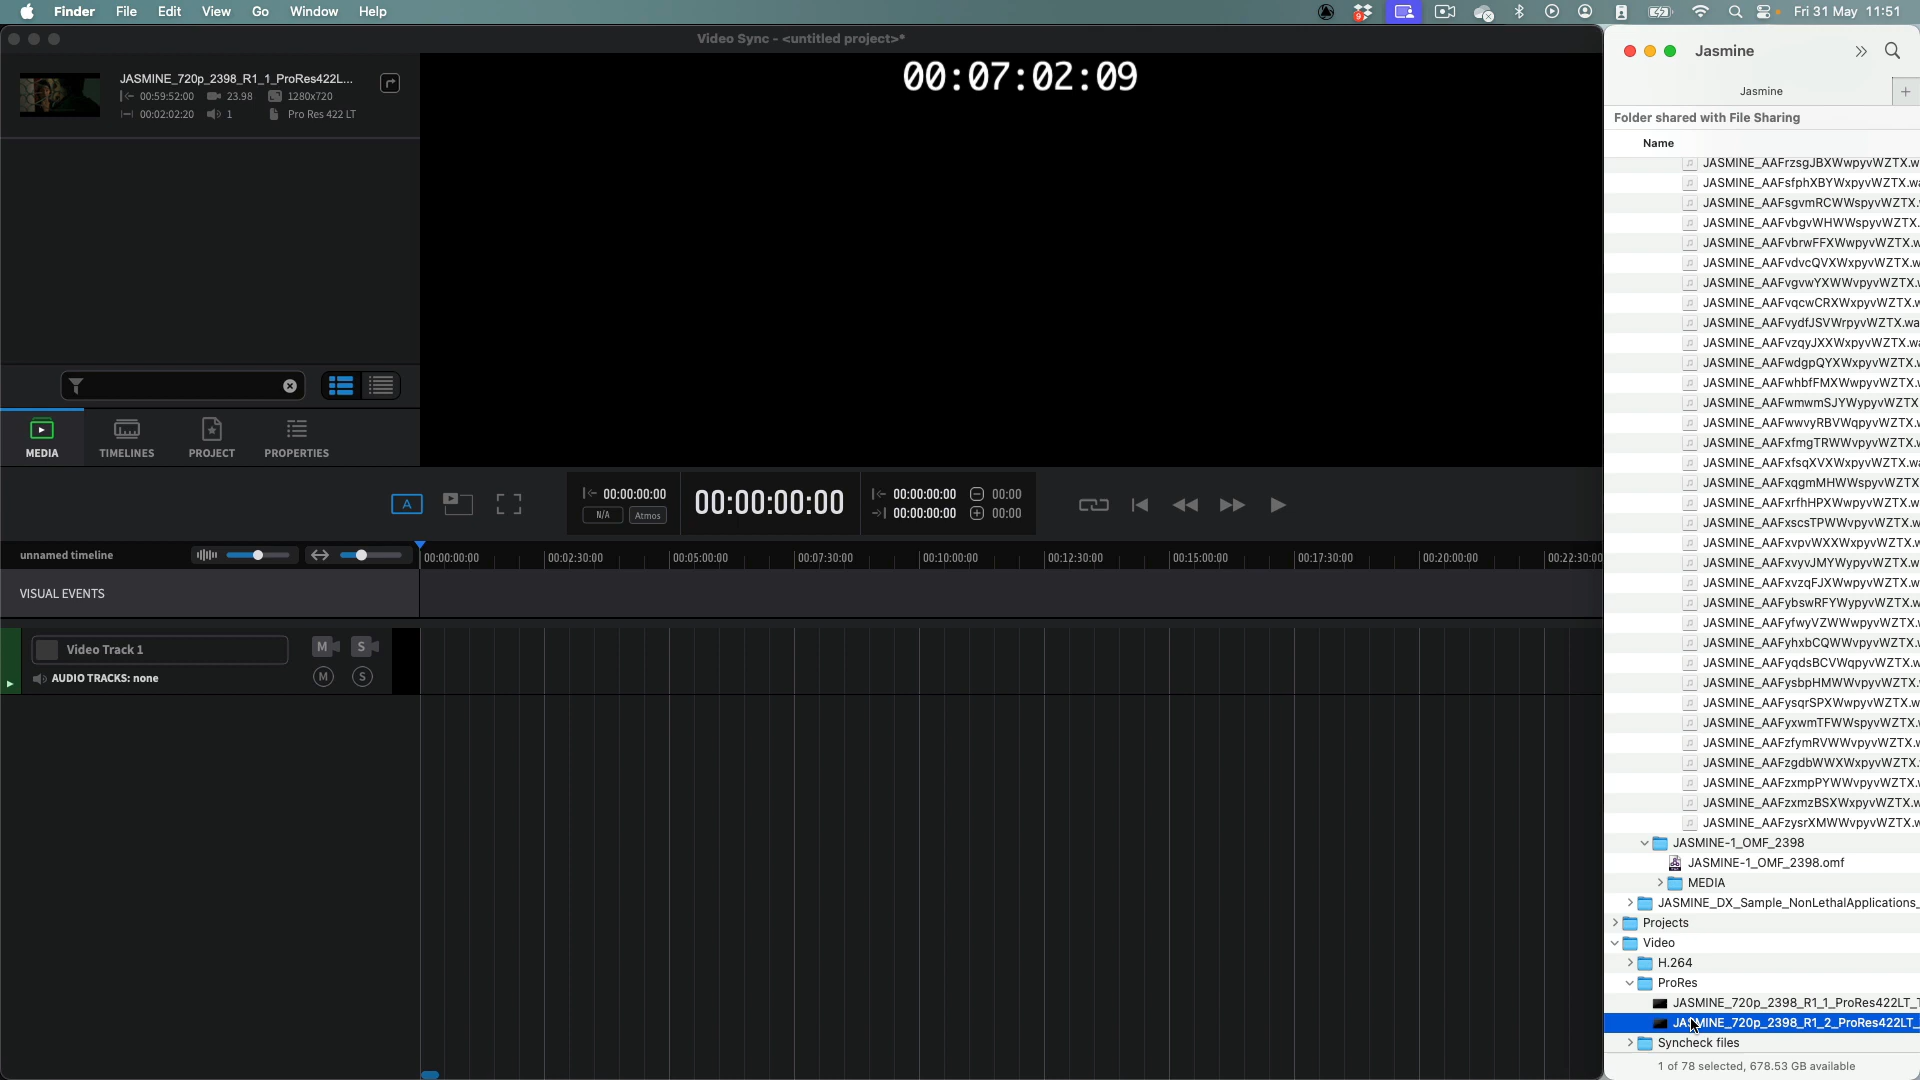 Finder File Edit View Go Window Help
9
Fri 31 May 11:51
Video Sync - <untitled project>*
JASMINE_720p_2398_R1_1_ProRes422L...
00:59:52:00 23.98 1280x720
00:02:02:20 1 Pro Res 422 LT
00:07:02:09
MEDIA TIMELINES PROJECT PROPERTIES
A
00:00:00:00
N/A Atmos
00:00:00:00
00:00:00:00 00:00
00:00:00:00 00:00
unnamed timeline
00:00:00:00 00:02:30:00 00:05:00:00 00:07:30:00 00:10:00:00 00:12:30:00 00:15:00:00 00:17:30:00 00:20:00:00 00:22:30:00
VISUAL EVENTS
Video Track 1 M S
AUDIO TRACKS: none M S
Jasmine
Jasmine
Folder shared with File Sharing
Name
JASMINE_AAFrzsgJBXWwpyvWZTX.w
JASMINE_AAFsfphXBYWxpyvWZTX.wa
JASMINE_AAFsgvmRCWWspyvWZTX.
JASMINE_AAFvbgvWHWWspyvWZTX.
JASMINE_AAFvbrwFFXWwpyvWZTX.w
JASMINE_AAFvdvcQVXWxpyvWZTX.w
JASMINE_AAFvgvwYXWWvpyvWZTX.w
JASMINE_AAFvqcwCRXWxpyvWZTX.w
JASMINE_AAFvydfJSVWrpyvWZTX.wa
JASMINE_AAFvzqyJXXWxpyvWZTX.wa
JASMINE_AAFwdgpQYXWxpyvWZTX.w
JASMINE_AAFwhbfFMXWwpyvWZTX.w
JASMINE_AAFwmwmSJYWypyvWZTX
JASMINE_AAFwwvyRBVWqpyvWZTX.w
JASMINE_AAFxfmgTRWWvpyvWZTX.w
JASMINE_AAFxfsqXVXWxpyvWZTX.wa
JASMINE_AAFxqgmMHWWspyvWZTX
JASMINE_AAFxrfhHPXWwpyvWZTX.w
JASMINE_AAFxscsTPWWvpyvWZTX.w
JASMINE_AAFxvpvWXXWxpyvWZTX.w
JASMINE_AAFxvyvJMYWypyvWZTX.w
JASMINE_AAFxvzqFJXWwpyvWZTX.w
JASMINE_AAFybswRFYWypyvWZTX.w
JASMINE_AAFyfwyVZWWwpyvWZTX.w
JASMINE_AAFyhxbCQWWvpyvWZTX.w
JASMINE_AAFyqdsBCVWqpyvWZTX.w
JASMINE_AAFysbpHMWWvpyvWZTX.
JASMINE_AAFysqrSPXWwpyvWZTX.w
JASMINE_AAFyxwmTFWWspyvWZTX.w
JASMINE_AAFzfymRVWWvpyvWZTX.w
JASMINE_AAFzgdbWWXWxpyvWZTX.
JASMINE_AAFzxmpPYWWvpyvWZTX.w
JASMINE_AAFzxmzBSXWxpyvWZTX.w
JASMINE_AAFzysrXMWWvpyvWZTX.w
JASMINE-1_OMF_2398
JASMINE-1_OMF_2398.omf
MEDIA
JASMINE_DX_Sample_NonLethalApplications_
Projects
Video
H.264
ProRes
JASMINE_720p_2398_R1_1_ProRes422LT_T
JASMINE_720p_2398_R1_2_ProRes422LT_
Syncheck files
1 of 78 selected, 678.53 GB available